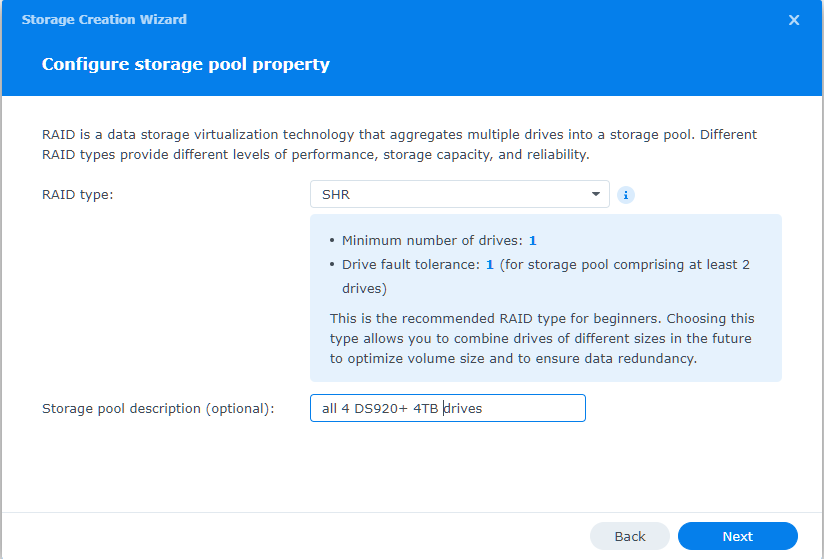 Storage Creation Wizard
X
Configure storage pool property
RAID is a data storage virtualization technology that aggregates multiple drives into a storage pool. Different
RAID types provide different levels of performance, storage capacity, and reliability.
RAID type:
SHR
i
• Minimum number of drives: 1
• Drive fault tolerance: 1 (for storage pool comprising at least 2
drives)
This is the recommended RAID type for beginners. Choosing this
type allows you to combine drives of different sizes in the future
to optimize volume size and to ensure data redundancy.
Storage pool description (optional):
all 4 DS920+ 4TB drives
Back
Next